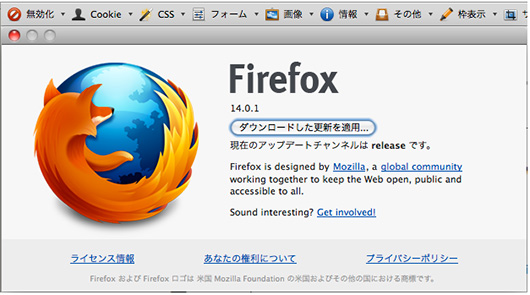 無効化 Cookie CSS フォーム 画像 情報 その他 枠表示
Firefox
14.0.1
ダウンロードした更新を適用...
現在のアップデートチャンネルは release です。
Firefox is designed by Mozilla, a global community
working together to keep the Web open, public and
accessible to all.
Sound interesting? Get involved!
ライセンス情報 あなたの権利について プライバシーポリシー
Firefox および Firefox ロゴは 米国 Mozilla Foundation の米国およびその他の国における商標です。